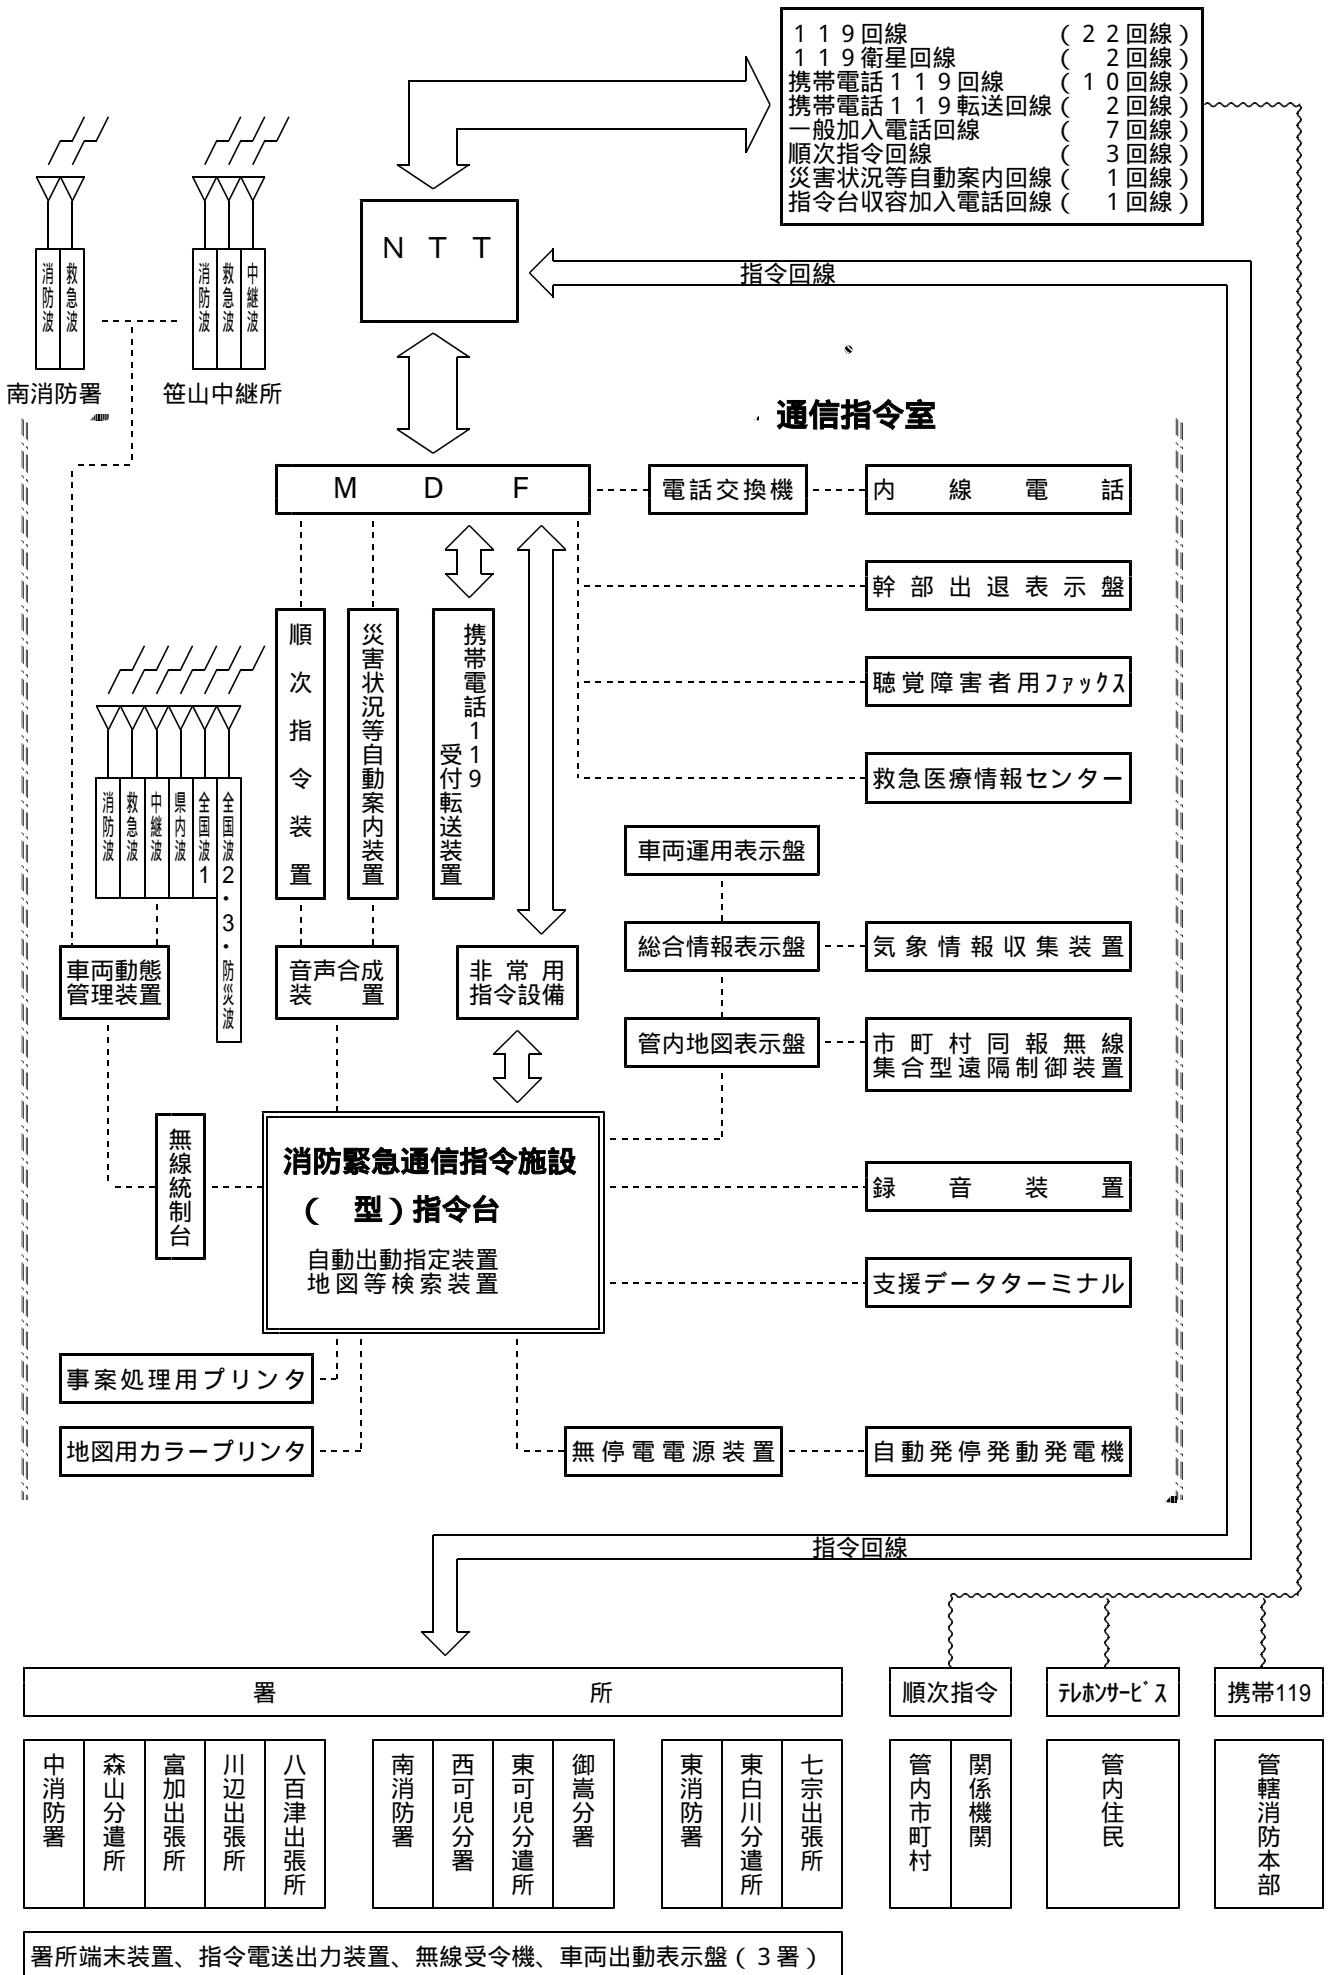 １１９回線 (２２回線)
１１９衛星回線 (２回線)
携帯電話１１９回線 (１０回線)
携帯電話１１９転送回線 (２回線)
一般加入電話回線 (７回線)
順次指令回線 (３回線)
災害状況等自動案内回線 (１回線)
指令台収容加入電話回線 (１回線)
ＮＴＴ
指令回線
消防波
救急波
南消防署
消防波
救急波
中継波
笹山中継所
通信指令室
ＭＤＦ
電話交換機
内線電話
幹部出退表示盤
聴覚障害者用ファックス
救急医療情報センター
順次指令装置
災害状況等自動案内装置
携帯電話119
受付転送装置
消防波
救急波
中継波
県内波
全国波1
全国波2・3・防災波
車両運用表示盤
総合情報表示盤
気象情報収集装置
管内地図表示盤
市町村同報無線
集合型遠隔制御装置
車両動態
管理装置
音声合成
装置
非常用
指令設備
無線統制台
消防緊急通信指令施設
(　型)指令台
自動出動指定装置
地図等検索装置
録音装置
支援データターミナル
事案処理用プリンタ
地図用カラープリンタ
無停電電源装置
自動発停発動発電機
指令回線
署所
順次指令
ﾃﾚﾎﾝｻｰﾋﾞｽ
携帯119
中消防署
森山分遣所
富加出張所
川辺出張所
八百津出張所
南消防署
西可児分署
東可児分遣所
御嵩分署
東消防署
東白川分遣所
七宗出張所
管内市町村
関係機関
管内住民
管轄消防本部
署所端末装置、指令電送出力装置、無線受令機、車両出動表示盤(３署)